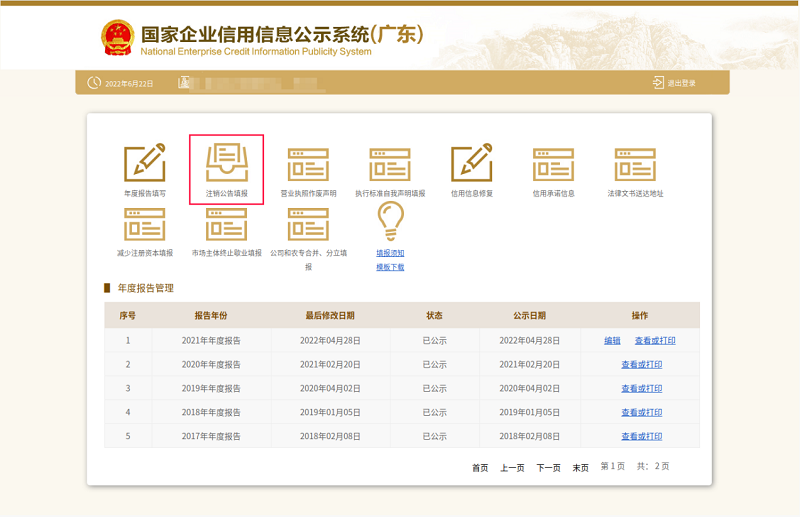 国家企业信用信息公示系统(广东)
National Enterprise Credit Information Publicity System
2022年6月22日 退出登录
年度报告填写 注销公告填报 营业执照作废声明 执行标准自我声明填报 信用信息修复 信用承诺信息 法律文书送达地址
减少注册资本填报 市场主体终止歇业填报 公司和农专合并、分立填报 填报须知
模板下载
年度报告管理
序号 报告年份 最后修改日期 状态 公示日期 操作
1 2021年年度报告 2022年04月28日 已公示 2022年04月28日 编辑 查看或打印
2 2020年年度报告 2021年02月20日 已公示 2021年02月20日 查看或打印
3 2019年年度报告 2020年04月02日 已公示 2020年04月02日 查看或打印
4 2018年年度报告 2019年01月05日 已公示 2019年01月05日 查看或打印
5 2017年年度报告 2018年02月08日 已公示 2018年02月08日 查看或打印
首页 上一页 下一页 末页 第 1 页 共： 2 页